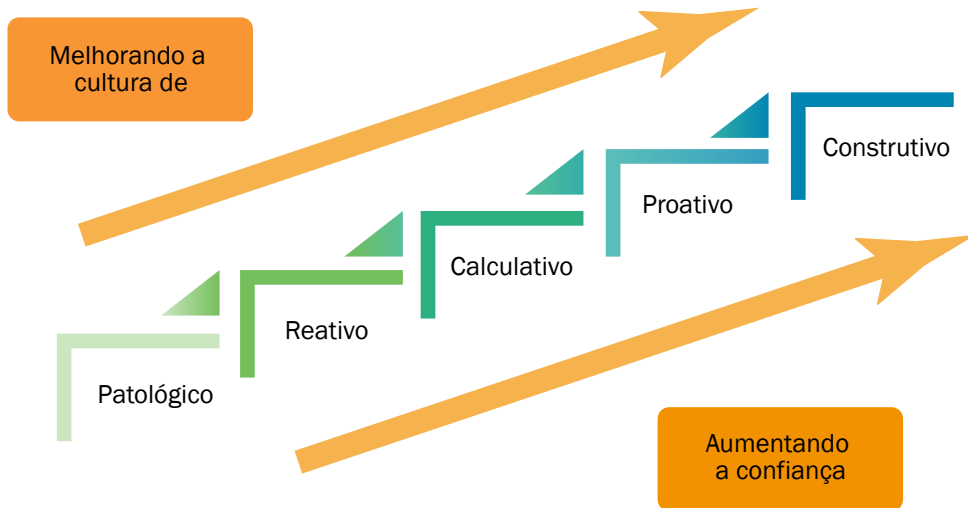 Melhorando a
cultura de
Construtivo
Proativo
Calculativo
Reativo
Patológico
Aumentando
a confiança